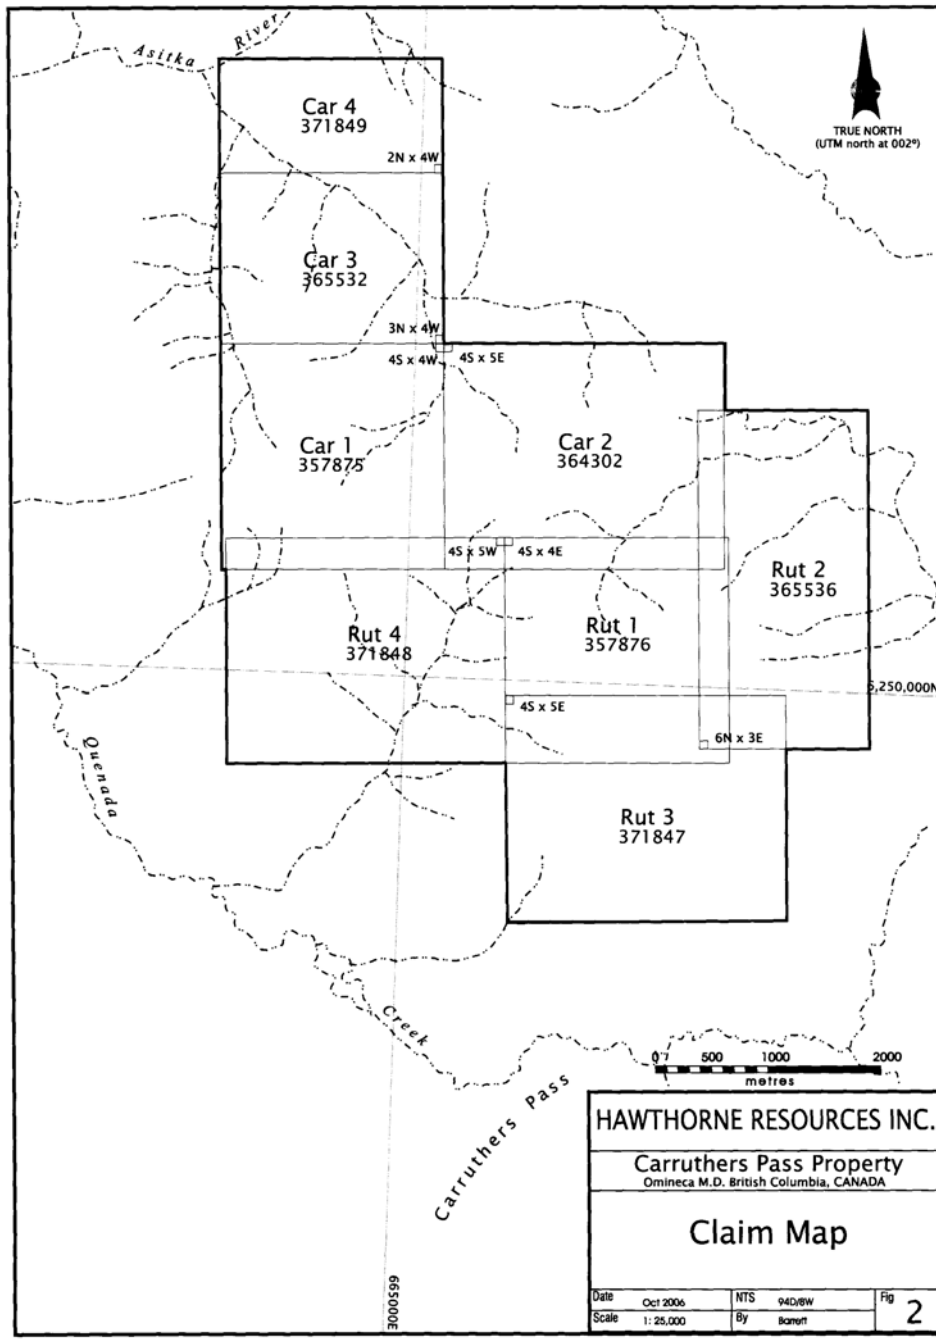 Asitka River
Car 4
371849
TRUE NORTH
(UTM north at 002°)
2N x 4W
Car 3
365532
3N x 4W
4S x 4W
4S x 5E
Car 1
357875
Car 2
364302
4S x 5W
4S x 4E
Rut 2
365536
Rut 4
371848
Rut 1
357876
5,250,000N
4S x 5E
6N x 3E
Quenada
Rut 3
371847
Creek
Carruthers Pass
0 500 1000 2000
metres
665000E
HAWTHORNE RESOURCES INC.
Carruthers Pass Property
Omineca M.D. British Columbia, CANADA
Claim Map
Date Oct 2006 NTS 94D/8W Fig 2
Scale 1: 25,000 By Barrett